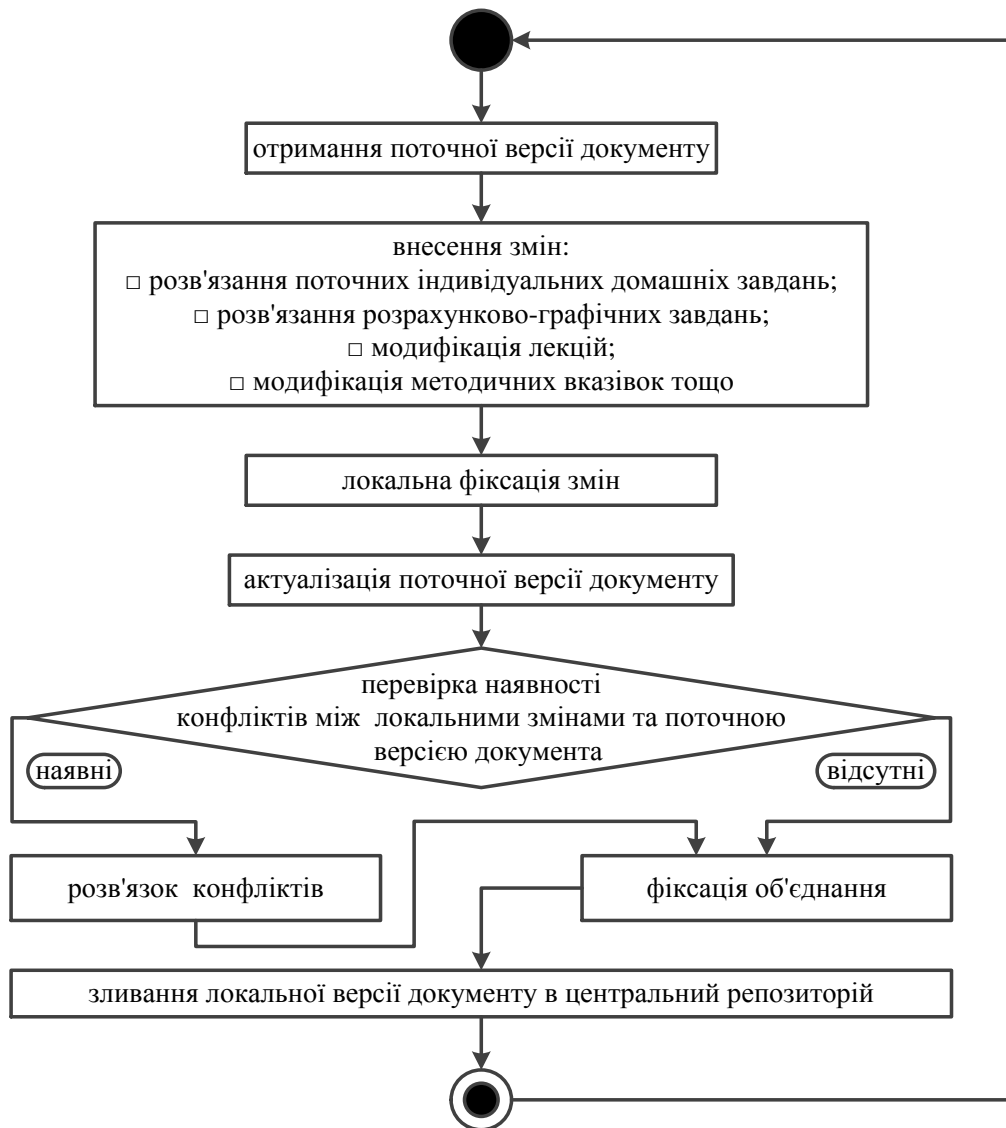 отримання поточної версії документу
внесення змін:
□ розв'язання поточних індивідуальних домашніх завдань;
□ розв'язання розрахунково-графічних завдань;
□ модифікація лекцій;
□ модифікація методичних вказівок тощо
локальна фіксація змін
актуалізація поточної версії документу
перевірка наявності
конфліктів між локальними змінами та поточною
версією документа
наявні
відсутні
розв'язок конфліктів
фіксація об'єднання
зливання локальної версії документу в центральний репозиторій